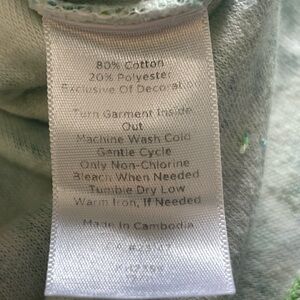 80% Cotton
20% Polyester
Exclusive Of Decoration
Turn Garment Inside
Out
Machine Wash Cold
Gentle Cycle
Only Non-Chlorine
Bleach When Needed
Tumble Dry Low
Warm Iron, If Needed
Made In Cambodia